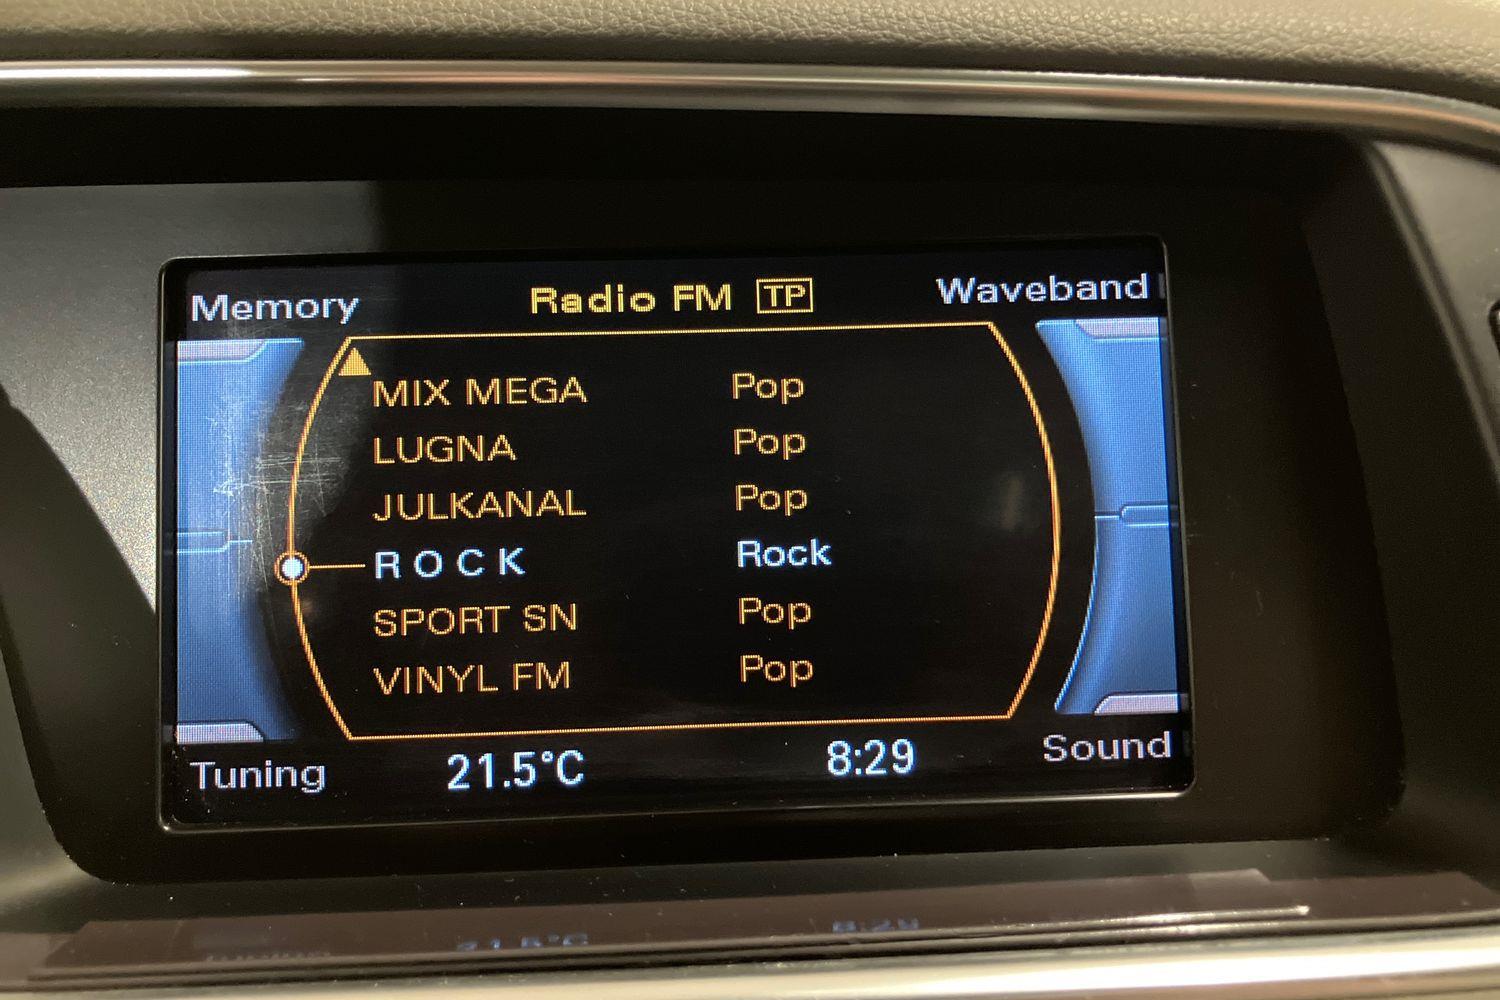 Memory Radio FM TP Waveband
MIX MEGA Pop
LUGNA Pop
JULKANAL Pop
ROCK Rock
SPORT SN Pop
VINYL FM Pop
Tuning 21.5°C 8:29 Sound